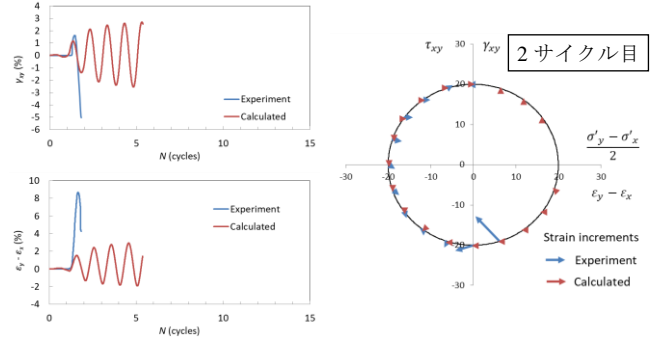 4
3
2
1
0
-1
-2
-3
-4
-5
-6
γxy (%)
Experiment
Calculated
0 5 10 15
N (cycles)
10
8
6
4
2
0
-2
-4
εy - εx (%)
Experiment
Calculated
0 5 10 15
N (cycles)
2 サイクル目
τxy γxy
30
20
10
0
-10
-20
-30
-30 -20 -10 0 10 20 30
σ'y − σ'x
2
εy − εx
Strain increments
Experiment
Calculated